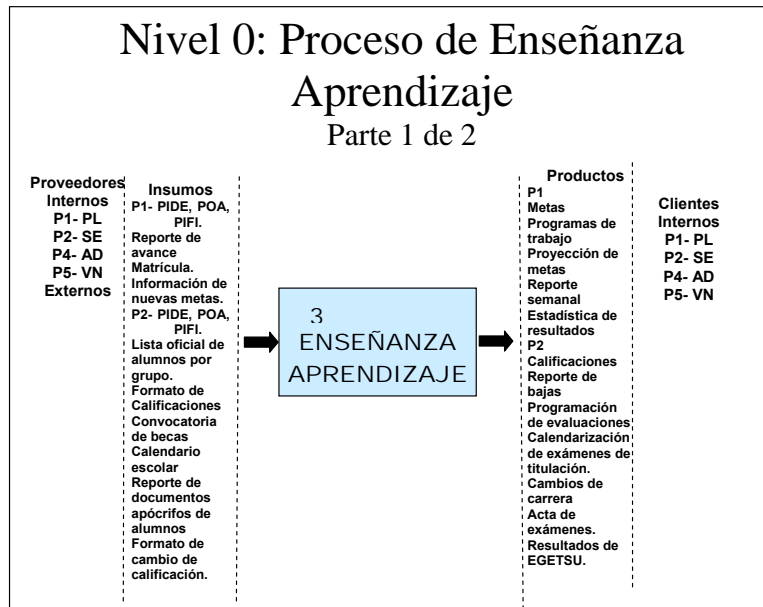 Nivel 0: Proceso de Enseñanza
Aprendizaje
Parte 1 de 2
Proveedores
Internos
P1- PL
P2- SE
P4- AD
P5- VN
Externos
Insumos
P1- PIDE, POA,
PIFI.
Reporte de
avance
Matrícula.
Información de
nuevas metas.
P2- PIDE, POA,
PIFI.
Lista oficial de
alumnos por
grupo.
Formato de
Calificaciones
Convocatoria
de becas
Calendario
escolar
Reporte de
documentos
apócrifos de
alumnos
Formato de
cambio de
calificación.
3
ENSEÑANZA
APRENDIZAJE
Productos
P1
Metas
Programas de
trabajo
Proyección de
metas
Reporte
semanal
Estadística de
resultados
P2
Calificaciones
Reporte de
bajas
Programación
de evaluaciones
Calendarización
de exámenes de
titulación.
Cambios de
carrera
Acta de
exámenes.
Resultados de
EGETSU.
Clientes
Internos
P1- PL
P2- SE
P4- AD
P5- VN